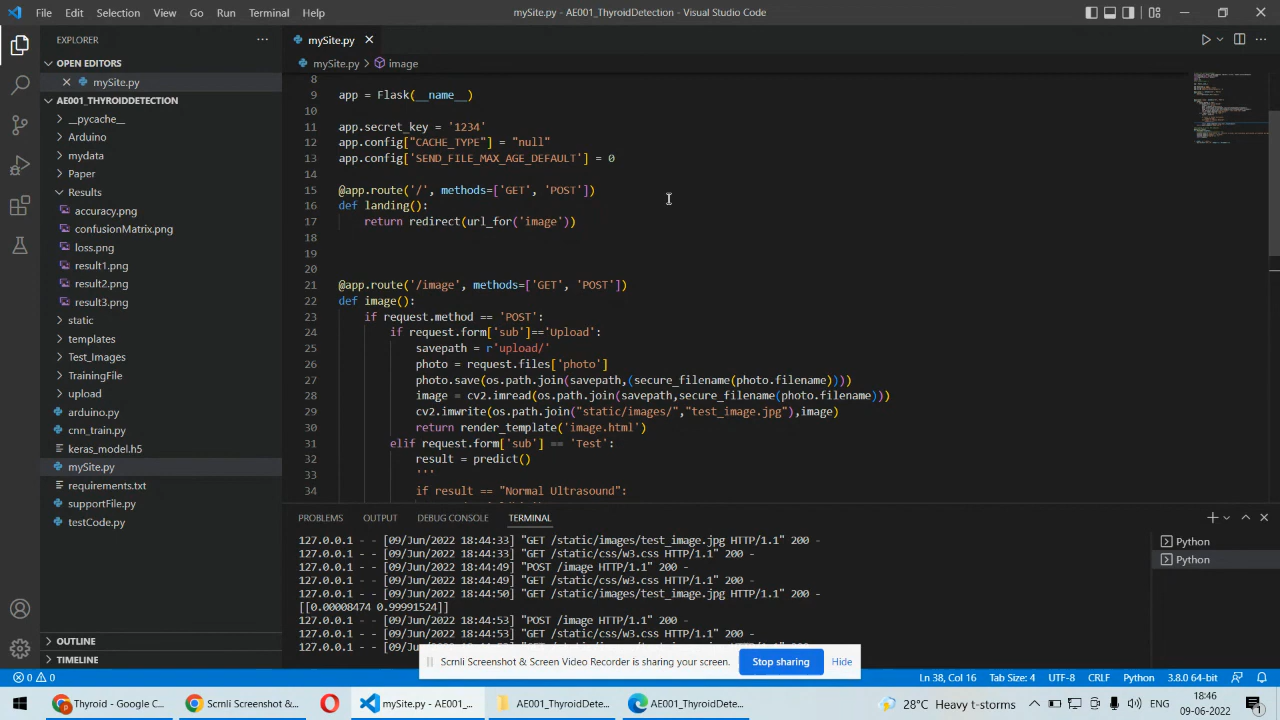 File Edit Selection View Go Run Terminal Help
mySite.py - AE001_ThyroidDetection - Visual Studio Code
EXPLORER
OPEN EDITORS
mySite.py
AE001_THYROIDDETECTION
__pycache__
Arduino
mydata
Paper
Results
accuracy.png
confusionMatrix.png
loss.png
result1.png
result2.png
result3.png
static
templates
Test_Images
TrainingFile
upload
arduino.py
cnn_train.py
keras_model.h5
mySite.py
requirements.txt
supportFile.py
testCode.py
OUTLINE
TIMELINE
mySite.py
mySite.py > image
8
9 app = Flask(__name__)
10
11 app.secret_key = '1234'
12 app.config["CACHE_TYPE"] = "null"
13 app.config['SEND_FILE_MAX_AGE_DEFAULT'] = 0
14
15 @app.route('/', methods=['GET', 'POST'])
16 def landing():
17 return redirect(url_for('image'))
18
19
20
21 @app.route('/image', methods=['GET', 'POST'])
22 def image():
23 if request.method == 'POST':
24 if request.form['sub']=='Upload':
25 savepath = r'upload/'
26 photo = request.files['photo']
27 photo.save(os.path.join(savepath,(secure_filename(photo.filename))))
28 image = cv2.imread(os.path.join(savepath,secure_filename(photo.filename)))
29 cv2.imwrite(os.path.join("static/images/","test_image.jpg"),image)
30 return render_template('image.html')
31 elif request.form['sub'] == 'Test':
32 result = predict()
33 '''
34 if result == "Normal Ultrasound":
PROBLEMS OUTPUT DEBUG CONSOLE TERMINAL
127.0.0.1 - - [09/Jun/2022 18:44:33] "GET /static/images/test_image.jpg HTTP/1.1" 200 -
127.0.0.1 - - [09/Jun/2022 18:44:33] "GET /static/css/w3.css HTTP/1.1" 200 -
127.0.0.1 - - [09/Jun/2022 18:44:49] "POST /image HTTP/1.1" 200 -
127.0.0.1 - - [09/Jun/2022 18:44:49] "GET /static/css/w3.css HTTP/1.1" 200 -
127.0.0.1 - - [09/Jun/2022 18:44:50] "GET /static/images/test_image.jpg HTTP/1.1" 200 -
[[0.00008474 0.99991524]]
127.0.0.1 - - [09/Jun/2022 18:44:53] "POST /image HTTP/1.1" 200 -
127.0.0.1 - - [09/Jun/2022 18:44:53] "GET /static/css/w3.css HTTP/1.1" 200 -
127.0.0.1 - - [09/Jun/2022 18:44:53]
Python
Python
Scrnli Screenshot & Screen Video Recorder is sharing your screen. Stop sharing Hide
0 0
Ln 38, Col 16 Tab Size: 4 UTF-8 CRLF Python 3.8.0 64-bit
Thyroid - Google C...
Scrnli Screenshot &...
mySite.py - AE001_...
AE001_ThyroidDete...
AE001_ThyroidDete...
28°C Heavy t-storms
ENG
18:46
09-06-2022
1